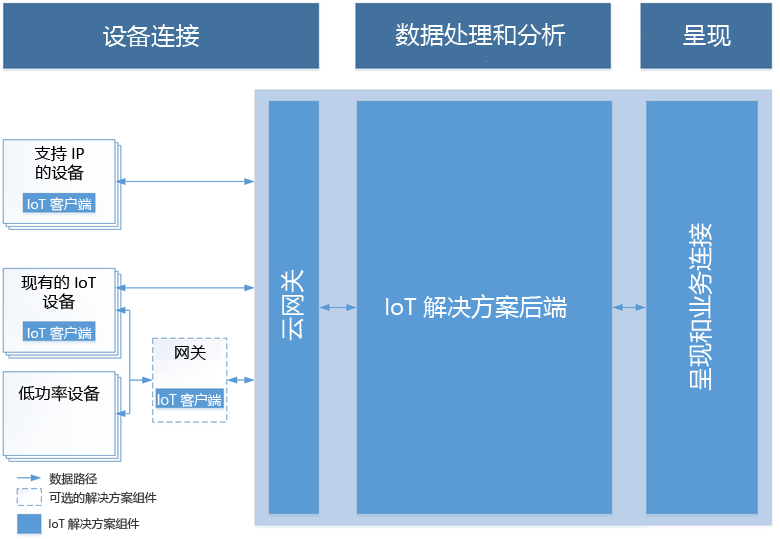 设备连接
数据处理和分析
呈现
支持 IP
的设备
IoT 客户端
现有的 IoT
设备
IoT 客户端
低功率设备
网关
IoT 客户端
云网关
IoT 解决方案后端
呈现和业务连接
数据路径
可选的解决方案组件
IoT 解决方案组件